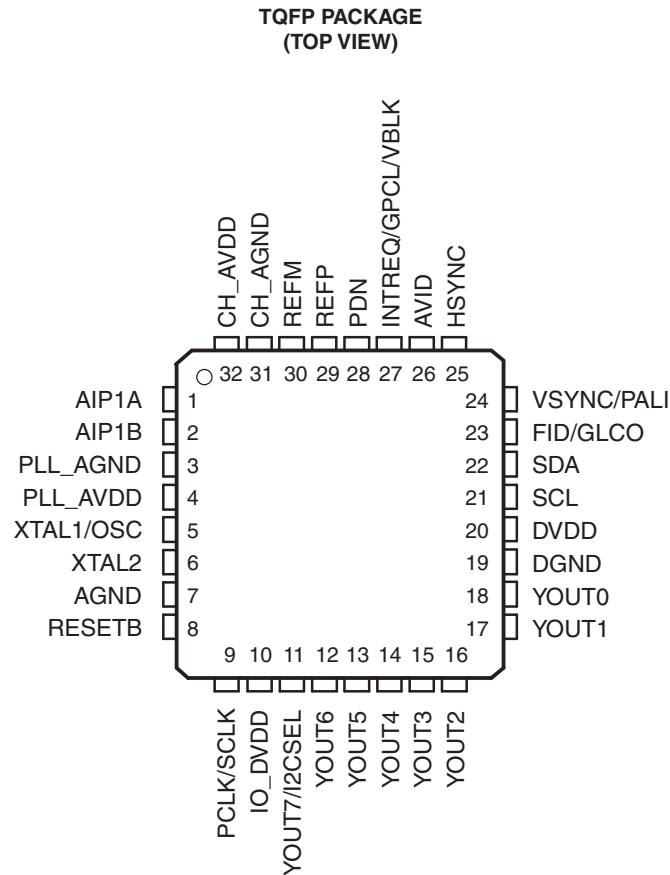 TQFP PACKAGE
(TOP VIEW)
CH_AVDD
CH_AGND
REFM
REFP
PDN
INTREQ/GPCL/VBLK
AVID
HSYNC
32 31 30 29 28 27 26 25
AIP1A 1
AIP1B 2
PLL_AGND 3
PLL_AVDD 4
XTAL1/OSC 5
XTAL2 6
AGND 7
RESETB 8
24 VSYNC/PALI
23 FID/GLCO
22 SDA
21 SCL
20 DVDD
19 DGND
18 YOUT0
17 YOUT1
9 10 11 12 13 14 15 16
PCLK/SCLK
IO_DVDD
YOUT7/I2CSEL
YOUT6
YOUT5
YOUT4
YOUT3
YOUT2